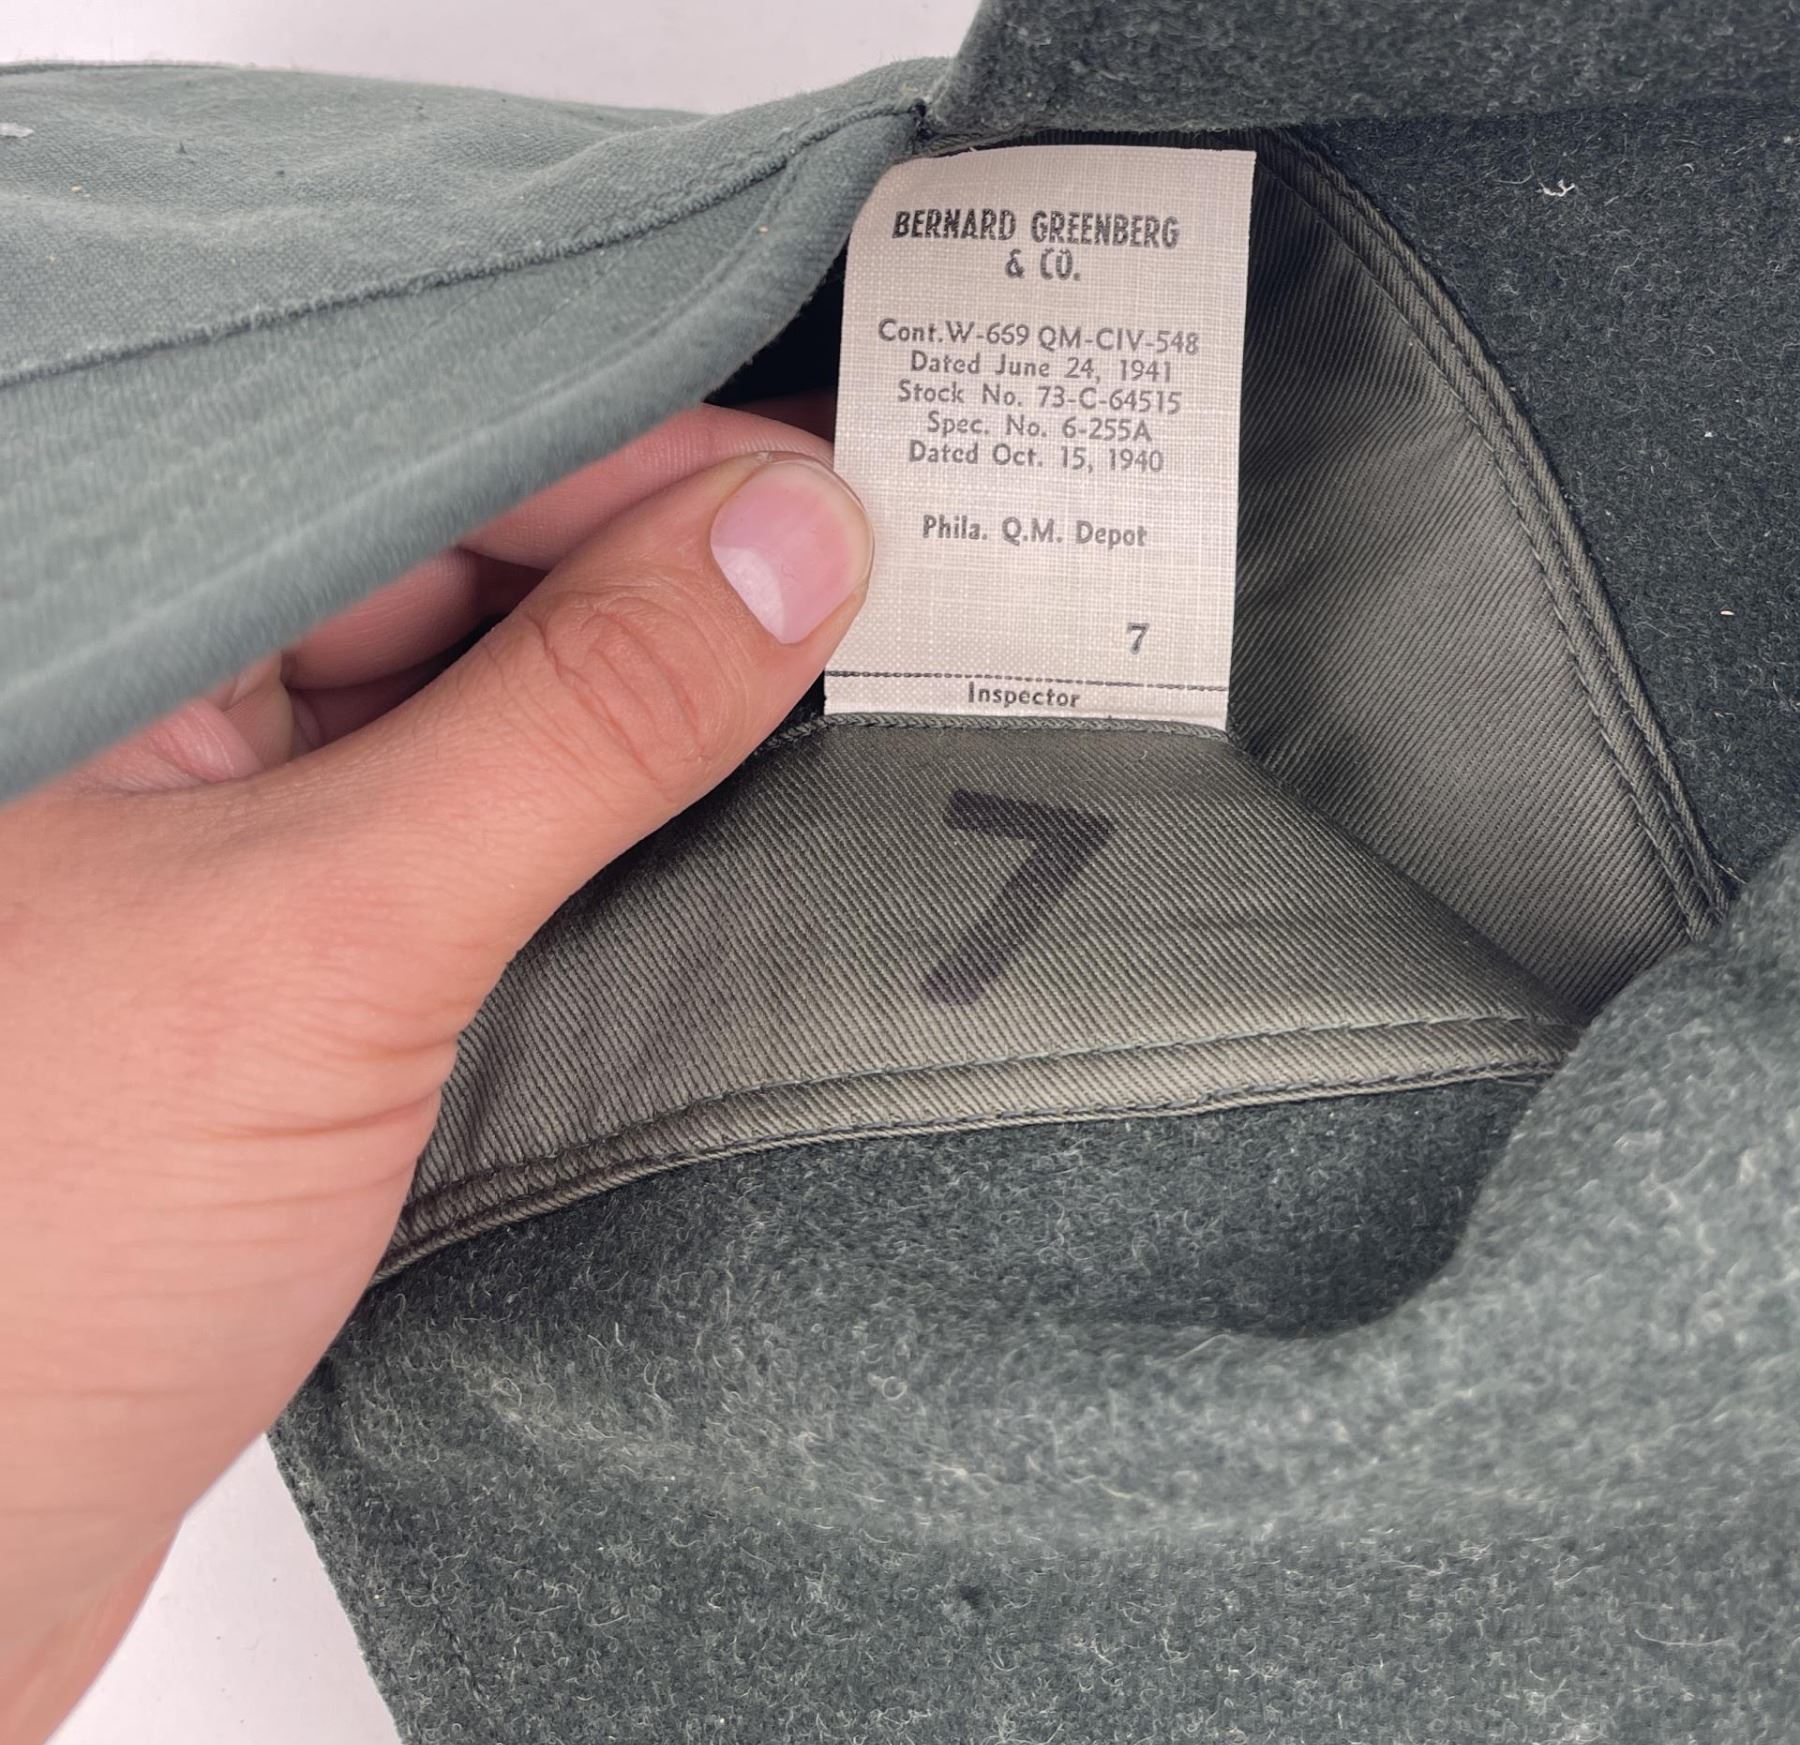 BERNARD GREENBERG
& CO.
Cont. W-669 QM-CIV-548
Dated June 24, 1941
Stock No. 73-C-64515
Spec. No. 6-255A
Dated Oct. 15, 1940
Phila. Q.M. Depot
7
Inspector
7